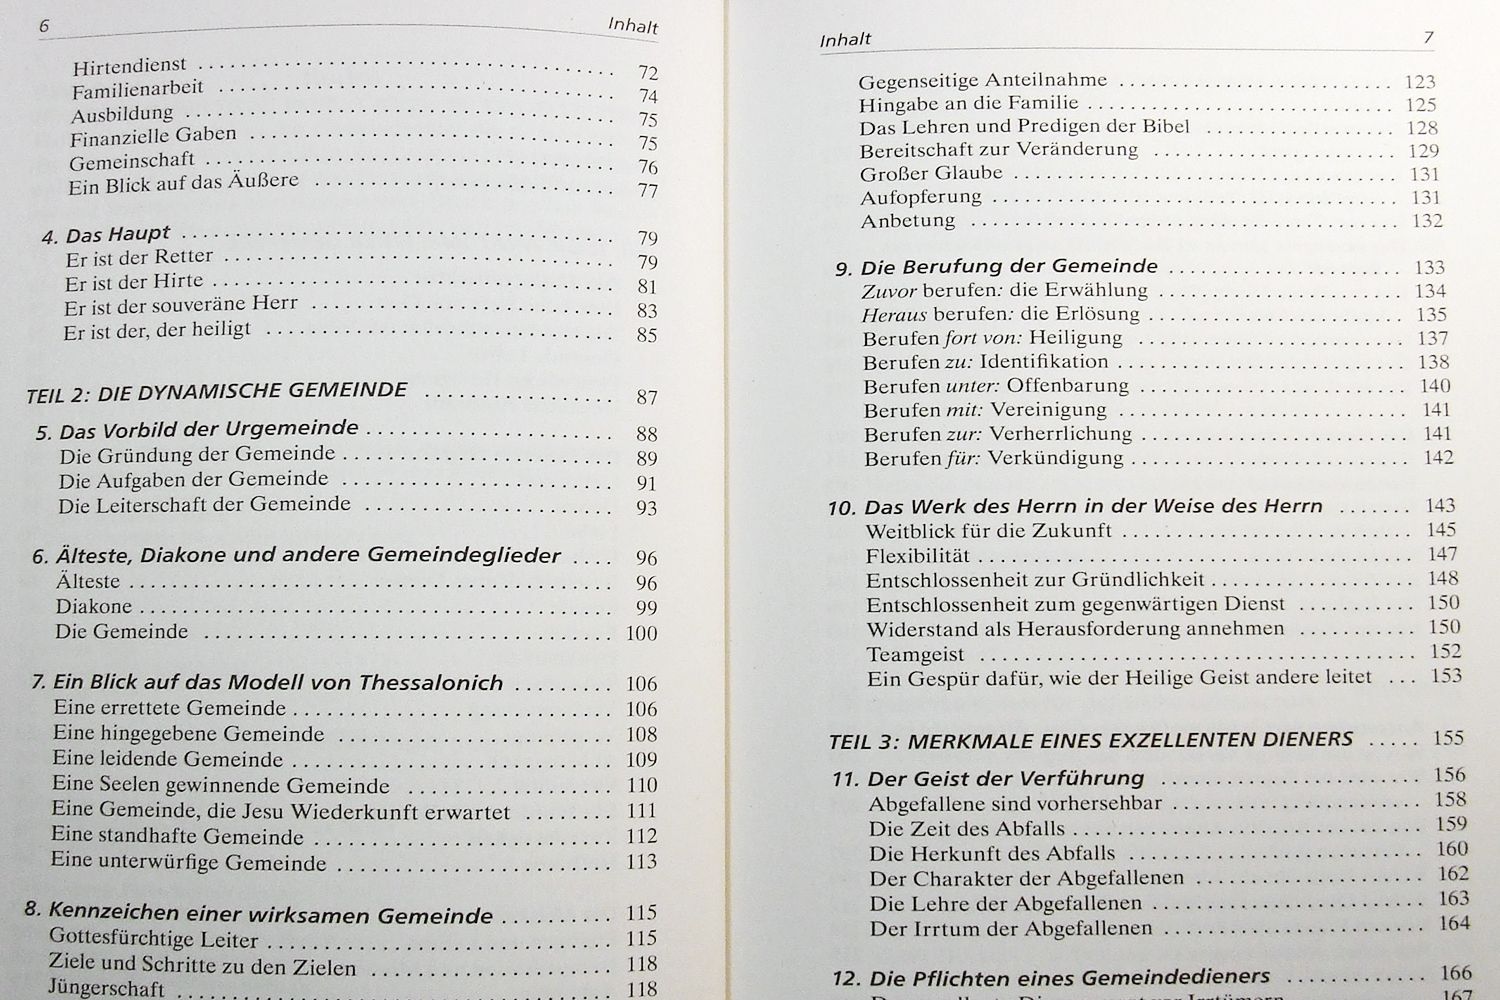 6 Inhalt
Hirtendienst 72
Familienarbeit 74
Ausbildung 75
Finanzielle Gaben 75
Gemeinschaft 76
Ein Blick auf das Äußere 77
4. Das Haupt 79
Er ist der Retter 79
Er ist der Hirte 81
Er ist der souveräne Herr 83
Er ist der, der heiligt 85
TEIL 2: DIE DYNAMISCHE GEMEINDE 87
5. Das Vorbild der Urgemeinde 88
Die Gründung der Gemeinde 89
Die Aufgaben der Gemeinde 91
Die Leiterschaft der Gemeinde 93
6. Älteste, Diakone und andere Gemeindeglieder 96
Älteste 96
Diakone 99
Die Gemeinde 100
7. Ein Blick auf das Modell von Thessalonich 106
Eine errettete Gemeinde 106
Eine hingegebene Gemeinde 108
Eine leidende Gemeinde 109
Eine Seelen gewinnende Gemeinde 110
Eine Gemeinde, die Jesu Wiederkunft erwartet 111
Eine standhafte Gemeinde 112
Eine unterwürfige Gemeinde 113
8. Kennzeichen einer wirksamen Gemeinde 115
Gottesfürchtige Leiter 115
Ziele und Schritte zu den Zielen 118
Jüngerschaft 118
Inhalt 7
Gegenseitige Anteilnahme 123
Hingabe an die Familie 125
Das Lehren und Predigen der Bibel 128
Bereitschaft zur Veränderung 129
Großer Glaube 131
Aufopferung 131
Anbetung 132
9. Die Berufung der Gemeinde 133
Zuvor berufen: die Erwählung 134
Heraus berufen: die Erlösung 135
Berufen fort von: Heiligung 137
Berufen zu: Identifikation 138
Berufen unter: Offenbarung 140
Berufen mit: Vereinigung 141
Berufen zur: Verherrlichung 141
Berufen für: Verkündigung 142
10. Das Werk des Herrn in der Weise des Herrn 143
Weitblick für die Zukunft 145
Flexibilität 147
Entschlossenheit zur Gründlichkeit 148
Entschlossenheit zum gegenwärtigen Dienst 150
Widerstand als Herausforderung annehmen 150
Teamgeist 152
Ein Gespür dafür, wie der Heilige Geist andere leitet 153
TEIL 3: MERKMALE EINES EXZELLENTEN DIENERS 155
11. Der Geist der Verführung 156
Abgefallene sind vorhersehbar 158
Die Zeit des Abfalls 159
Die Herkunft des Abfalls 160
Der Charakter der Abgefallenen 162
Die Lehre der Abgefallenen 163
Der Irrtum der Abgefallenen 164
12. Die Pflichten eines Gemeindedieners 166
167